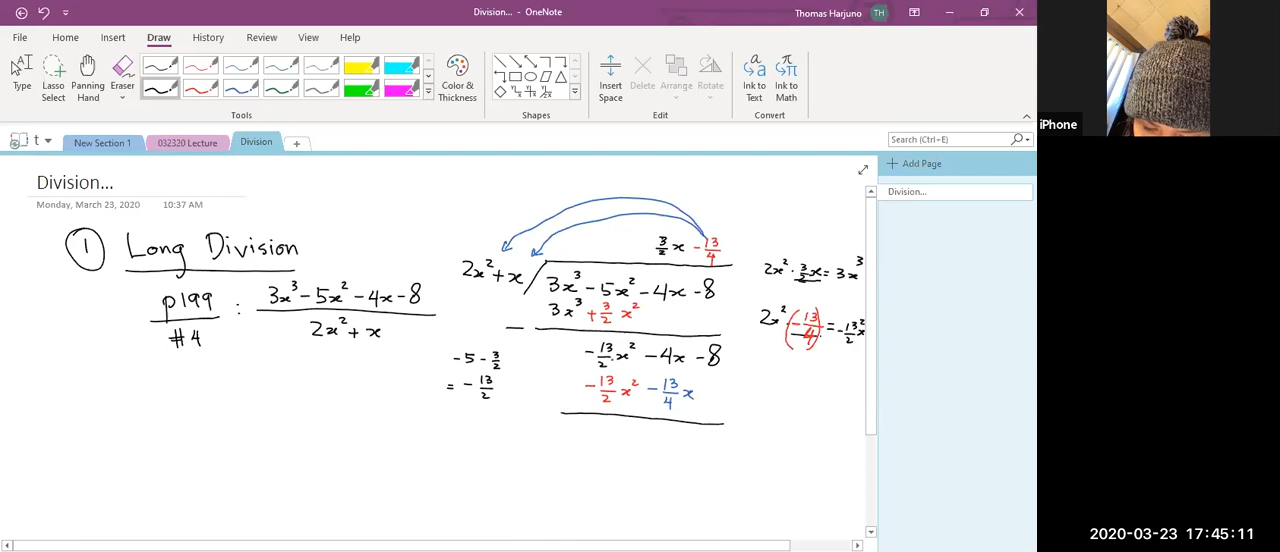 Division... - OneNote
Thomas Harjuno TH
File Home Insert Draw History Review View Help
Type
Lasso Select
Panning Hand
Eraser
Color & Thickness
Insert Space
Delete
Arrange
Rotate
Ink to Text
Ink to Math
Tools Shapes Edit Convert
iPhone
t New Section 1 032320 Lecture Division
Search (Ctrl+E)
Add Page
Division...
Division...
Monday, March 23, 2020 10:37 AM
① Long Division
p199 #4 : (3x³ - 5x² - 4x - 8) / (2x² + x)
3/2 x - 13/4
2x² + x
3x³ - 5x² - 4x - 8
3x³ + 3/2 x²
-
- 13/2 x² - 4x - 8
- 13/2 x² - 13/4 x
- 5 - 3/2
= - 13/2
2x² · 3/2 x = 3x³
2x² · (- 13/4) = - 13/2 x²
2020-03-23 17:45:11